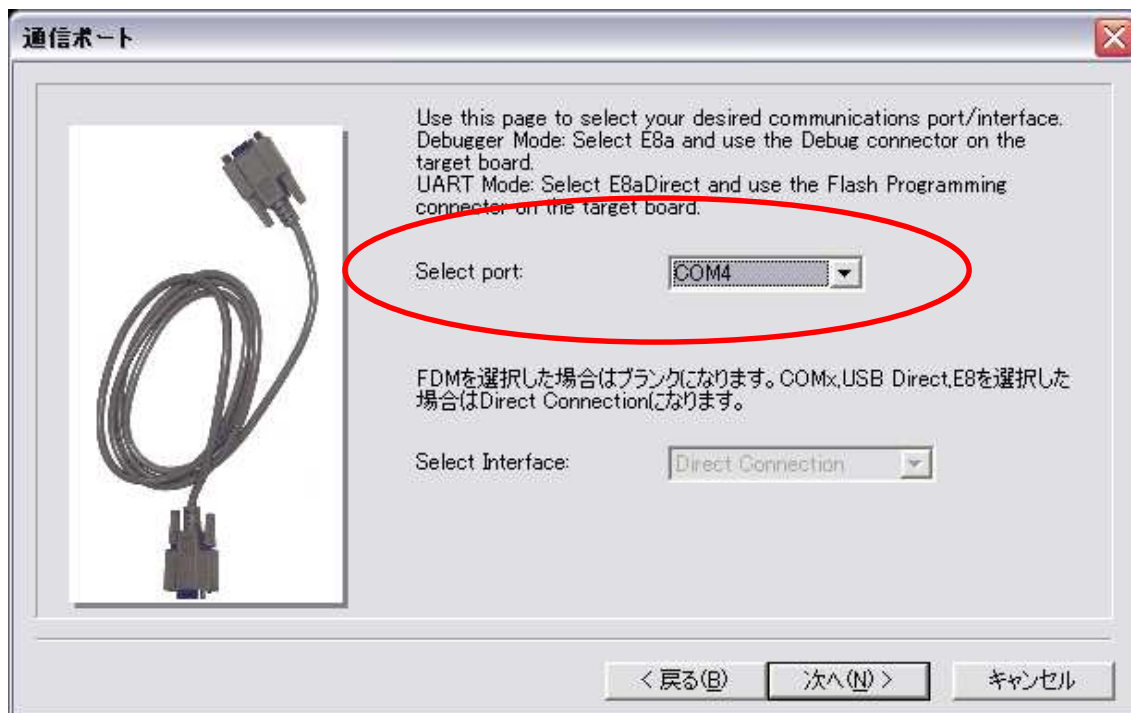 通信ポート
Use this page to select your desired communications port/interface.
Debugger Mode: Select E8a and use the Debug connector on the
target board.
UART Mode: Select E8aDirect and use the Flash Programming
connector on the target board.
Select port:
COM4
FDMを選択した場合はブランクになります。COMx,USB Direct,E8を選択した
場合はDirect Connectionになります。
Select Interface:
Direct Connection
< 戻る(B)
次へ(N) >
キャンセル